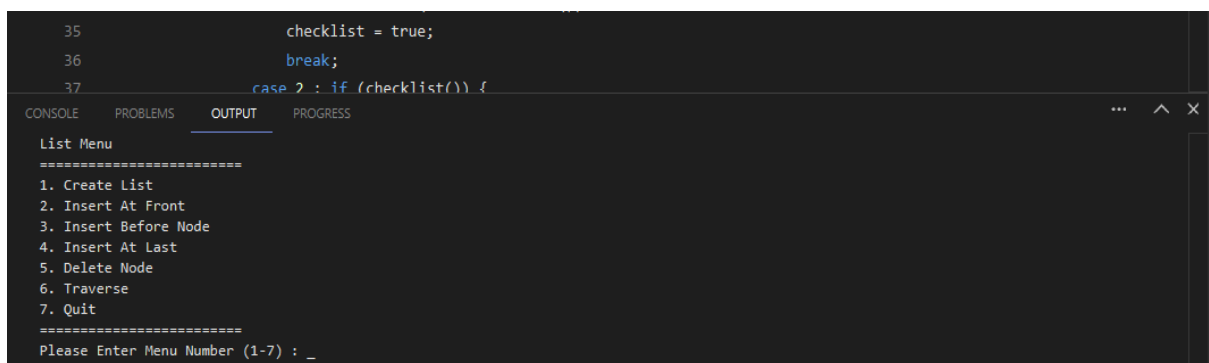 35 checklist = true;
36 break;
37 case 2 : if (checklist()) {
CONSOLE PROBLEMS OUTPUT PROGRESS
List Menu
=========================
1. Create List
2. Insert At Front
3. Insert Before Node
4. Insert At Last
5. Delete Node
6. Traverse
7. Quit
=========================
Please Enter Menu Number (1-7) : _